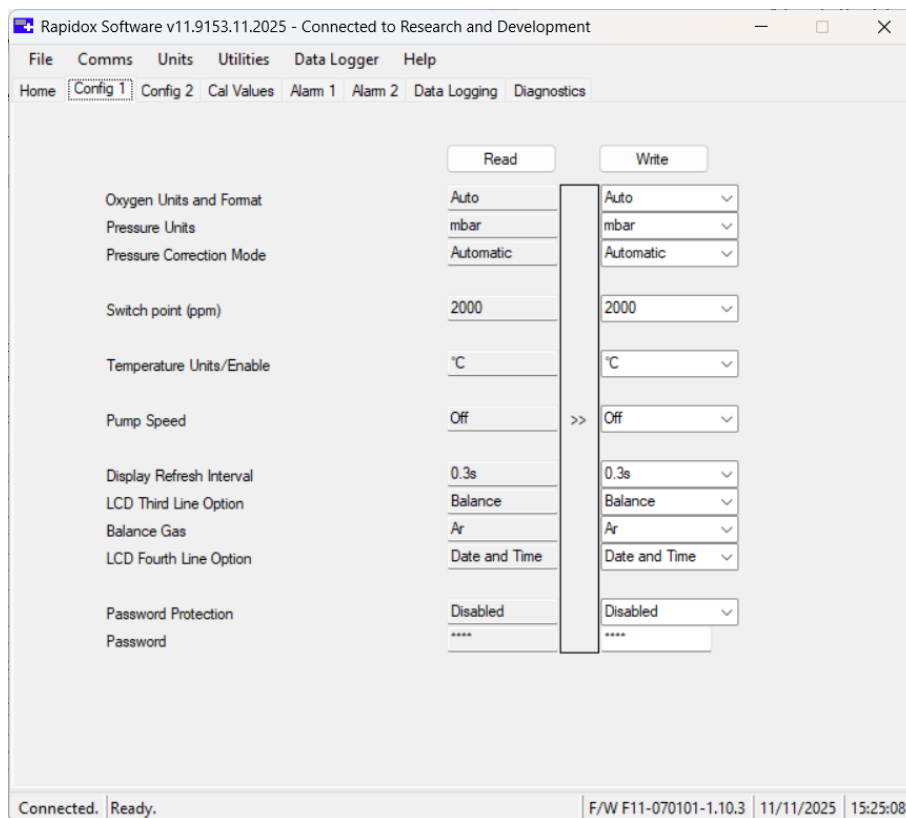 Rapidox Software v11.9153.11.2025 - Connected to Research and Development
File Comms Units Utilities Data Logger Help
Home Config 1 Config 2 Cal Values Alarm 1 Alarm 2 Data Logging Diagnostics
Read Write
Oxygen Units and Format Auto Auto
Pressure Units mbar mbar
Pressure Correction Mode Automatic Automatic
Switch point (ppm) 2000 2000
Temperature Units/Enable °C °C
Pump Speed Off >> Off
Display Refresh Interval 0.3s 0.3s
LCD Third Line Option Balance Balance
Balance Gas Ar Ar
LCD Fourth Line Option Date and Time Date and Time
Password Protection Disabled Disabled
Password **** ****
Connected. Ready. F/W F11-070101-1.10.3 11/11/2025 15:25:08